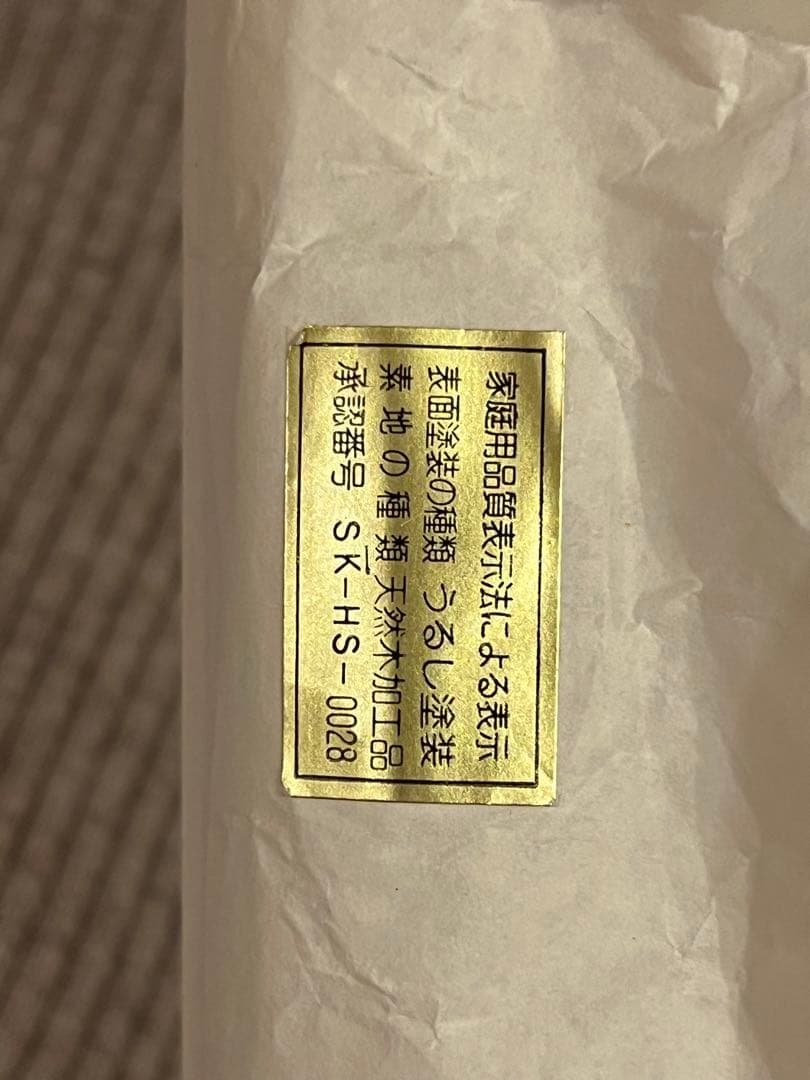 家庭用品質表示法による表示
表面塗装の種類 うるし塗装
素地の種類 天然木加工品
承認番号 SK-HS-0028